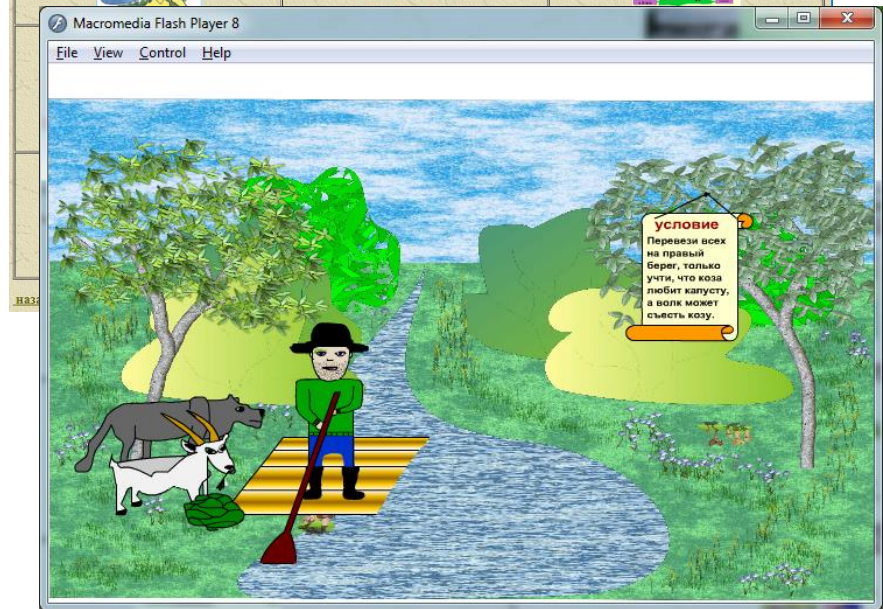 Macromedia Flash Player 8
File View Control Help
условие
Перевези всех
на правый
берег, только
учти, что коза
любит капусту,
а волк может
съесть козу.